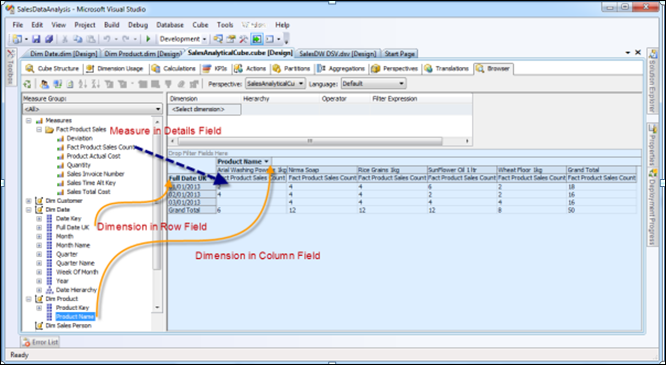 SalesDataAnalysis - Microsoft Visual Studio
File Edit View Project Build Debug Database Cube Tools Window Help
Development
Dim Date.dim [Design] Dim Product.dim [Design] SalesAnalyticalCube.cube [Design] SalesDW DSV.dsv [Design] Start Page
Cube Structure Dimension Usage Calculations KPIs Actions Partitions Aggregations Perspectives Translations Browser
Perspective: SalesAnalyticalCu Language: Default
Measure Group:
<All>
Dimension Hierarchy Operator Filter Expression
<Select dimension>
Measures
Fact Product Sales
Deviation
Fact Product Sales Count
Product Actual Cost
Quantity
Sales Invoice Number
Sales Time Alt Key
Dim Customer
Dim Date
Date Key
Full Date UK
Month
Month Name
Quarter
Quarter Name
Week Of Month
Year
Date Hierarchy
Dim Product
Product Key
Product Name
Dim Sales Person
Measure in Details Field
Dimension in Row Field
Dimension in Column Field
Drop Filter Fields Here
Product Name
Ariel Washing Powder 1kg Nirma Soap Rice Grains 1kg SunFlower Oil 1 ltr Wheat Floor 1kg Grand Total
Full Date UK Fact Product Sales Count Fact Product Sales Count Fact Product Sales Count Fact Product Sales Count Fact Product Sales Count Fact Product Sales Count
01/01/2013 4 4 6 2 18
02/01/2013 4 4 4 2 16
03/01/2013 4 4 4 16
Grand Total 6 12 12 12 8 50
Toolbox
Solution Explorer
Properties
Deployment Progress
Error List
Ready